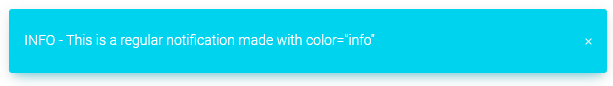 INFO - This is a regular notification made with color="info"
×